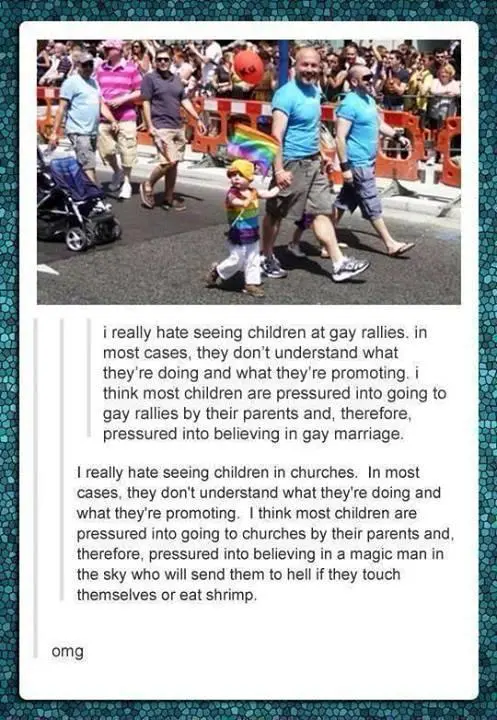 i really hate seeing children at gay rallies. in
most cases, they don't understand what
they're doing and what they're promoting. i
think most children are pressured into going to
gay rallies by their parents and, therefore,
pressured into believing in gay marriage.
I really hate seeing children in churches. In most
cases, they don't understand what they're doing and
what they're promoting. I think most children are
pressured into going to churches by their parents and,
therefore, pressured into believing in a magic man in
the sky who will send them to hell if they touch
themselves or eat shrimp.
omg